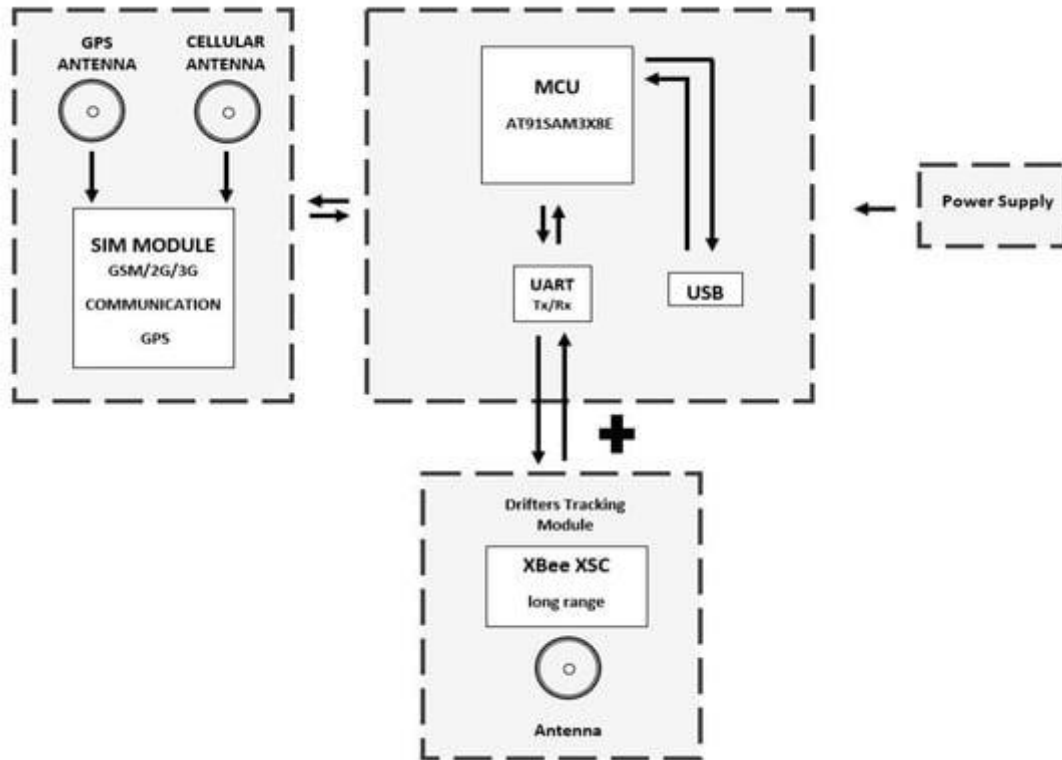 GPS
ANTENNA
CELLULAR
ANTENNA
SIM MODULE
GSM/2G/3G
COMMUNICATION
GPS
MCU
AT91SAM3X8E
UART
Tx/Rx
USB
Power Supply
Drifters Tracking
Module
XBee XSC
long range
Antenna